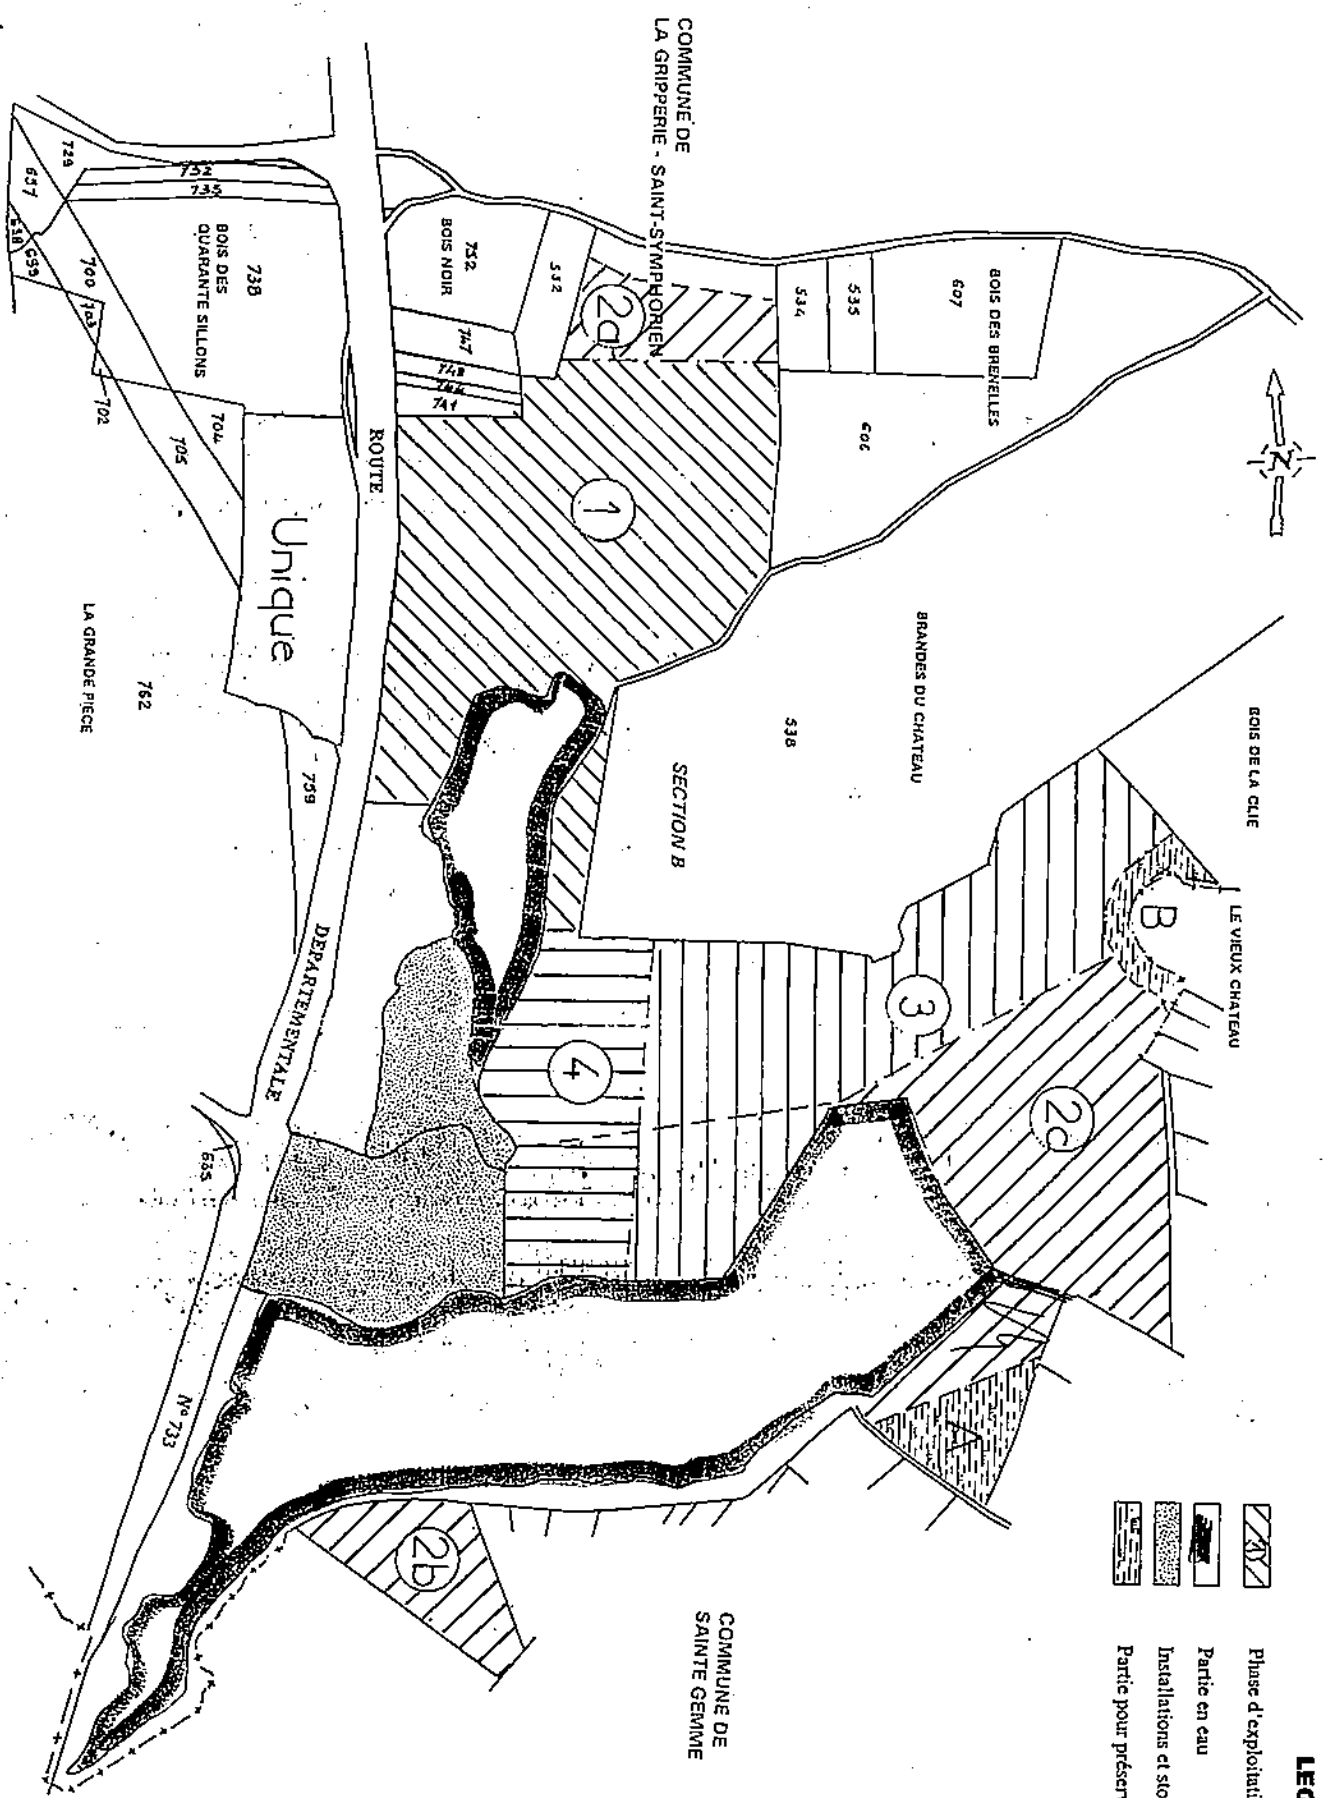 COMMUNE DE
LA GRIPPERIE - SAINT-SYMPHORIEN
BOIS DE LA CLIE
LE VIEUX CHATEAU
B
BOIS DES BRENELLES
607
535
534
606
BRANDES DU CHATEAU
538
SECTION B
2a
532
752
BOIS NOIR
747
741
1
3
2c
4
A
2b
ROUTE
DEPARTEMENTALE
N° 733
732
735
738
BOIS DES
QUARANTE SILLONS
729
657
700
703
702
704
705
Unique
759
762
LA GRANDE PIECE
635
COMMUNE DE
SAINTE GEMME
N
Phase d'exploitati
Partie en eau
Installations et sto
Partie pour préser